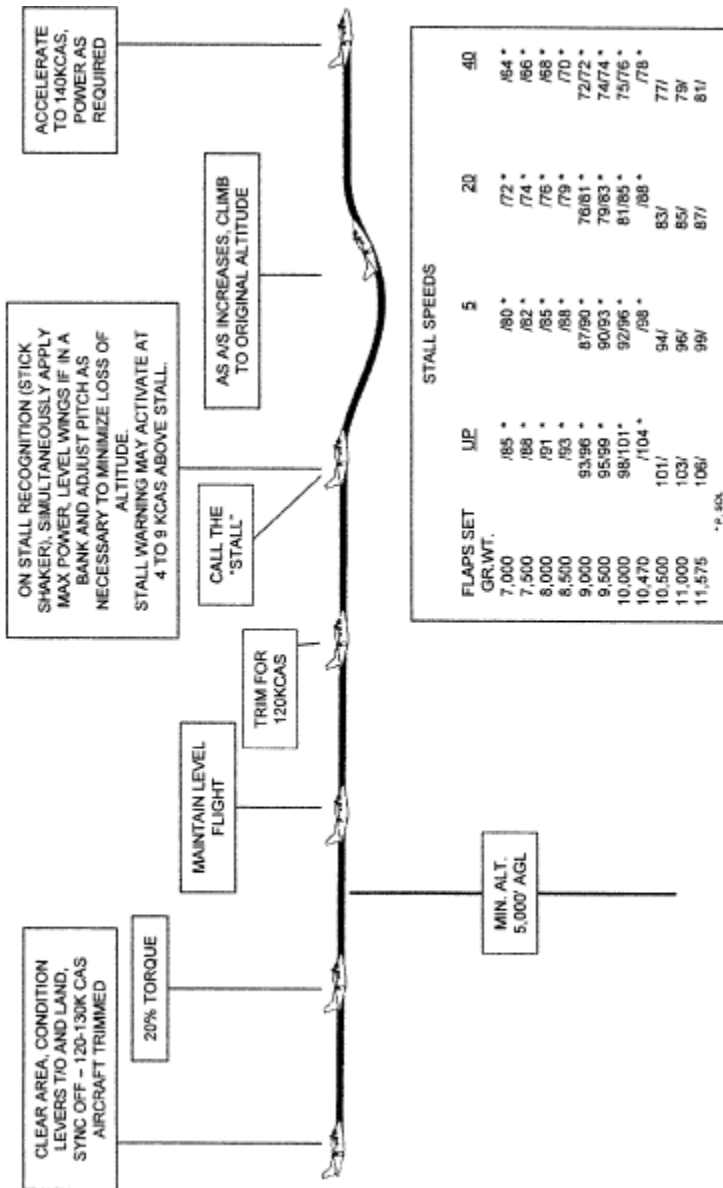 CLEAR AREA, CONDITION
LEVERS T/O AND LAND,
SYNC OFF – 120-130K CAS
AIRCRAFT TRIMMED
20% TORQUE
MAINTAIN LEVEL
FLIGHT
TRIM FOR
120KCAS
ON STALL RECOGNITION (STICK
SHAKER), SIMULTANEOUSLY APPLY
MAX POWER, LEVEL WINGS IF IN A
BANK AND ADJUST PITCH AS
NECESSARY TO MINIMIZE LOSS OF
ALTITUDE.
STALL WARNING MAY ACTIVATE AT
4 TO 9 KCAS ABOVE STALL.
CALL THE
"STALL"
AS A/S INCREASES, CLIMB
TO ORIGINAL ALTITUDE
ACCELERATE
TO 140KCAS,
POWER AS
REQUIRED
MIN. ALT.
5,000' AGL
STALL SPEEDS
FLAPS SET UP 5 20 40
GR.WT.
7,000 /85 * /80 * /72 * /64 *
7,500 /88 * /82 * /74 * /66 *
8,000 /91 * /85 * /76 * /68 *
8,500 /93 * /88 * /79 * /70 *
9,000 93/96 * 87/90 * 76/81 * 72/72 *
9,500 95/99 * 90/93 * 79/83 * 74/74 *
10,000 98/101* 92/96 * 81/85 * 75/76 *
10,470 /104 * /98 * /88 * /78 *
10,500 101/ 94/ 83/ 77/
11,000 103/ 96/ 85/ 79/
11,575 106/ 99/ 87/ 81/